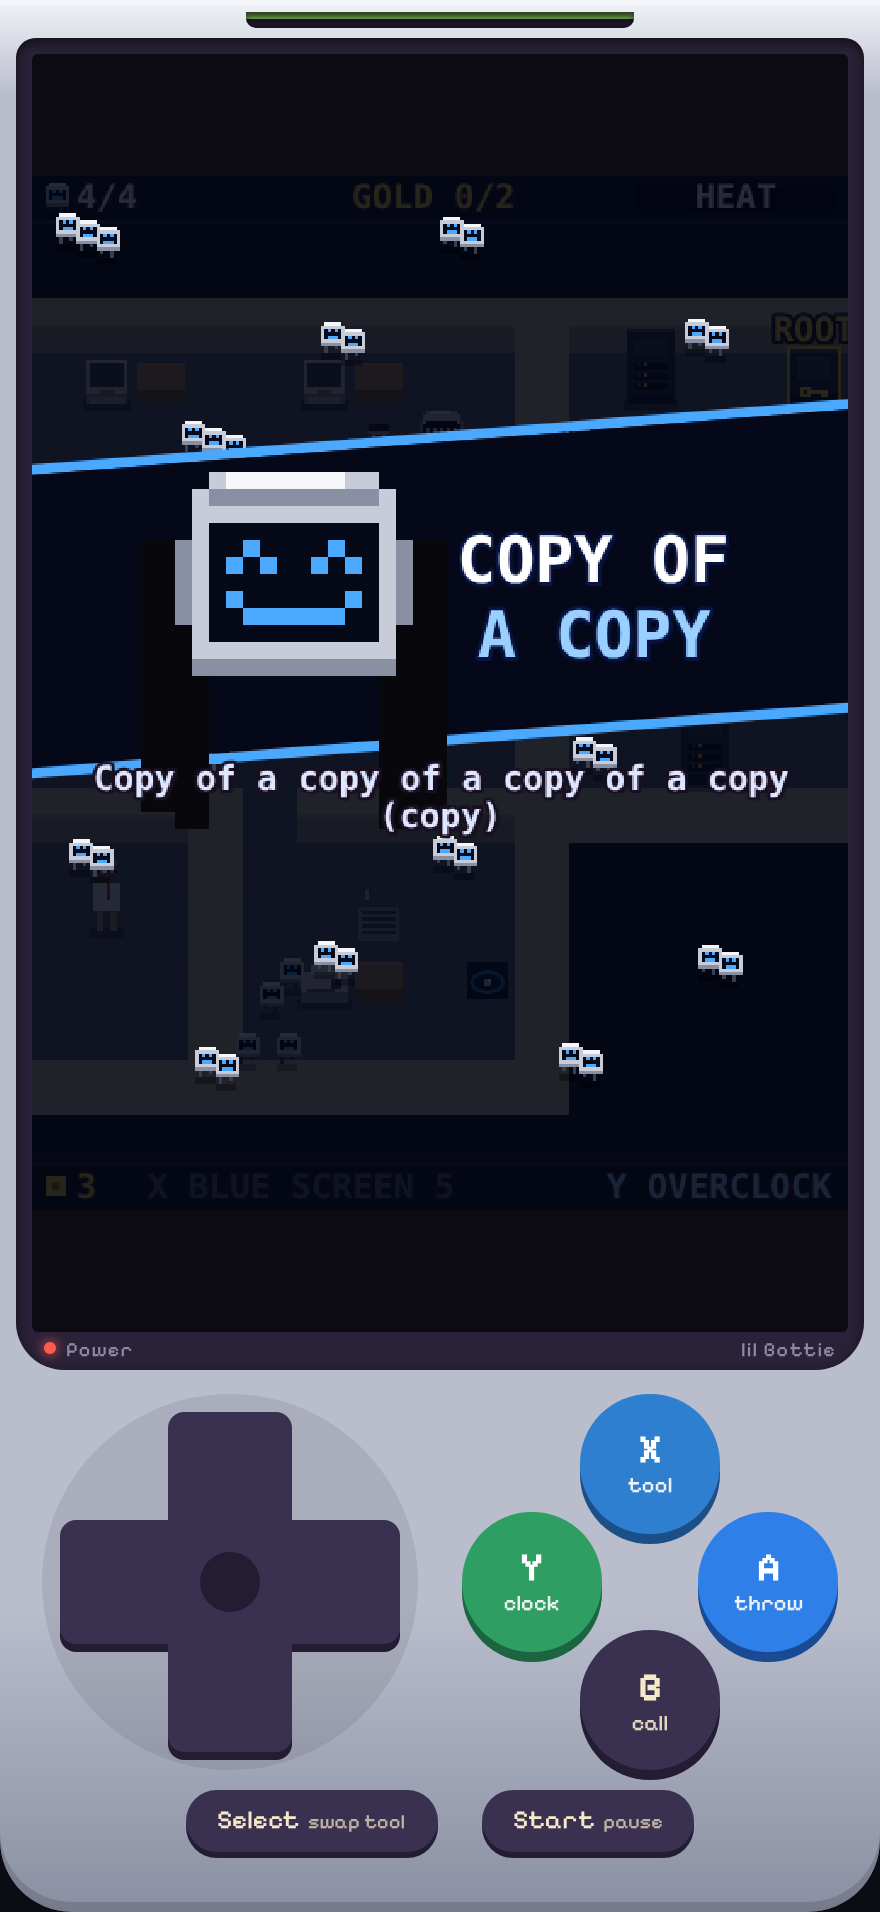 4/4 GOLD 0/2 HEAT
ROOT
COPY OF
A COPY
Copy of a copy of a copy of a copy
(copy)
3 X BLUE SCREEN 5 Y OVERCLOCK
Power lil Bottie
X
tool
Y
clock
A
throw
B
call
Select swap tool
Start pause